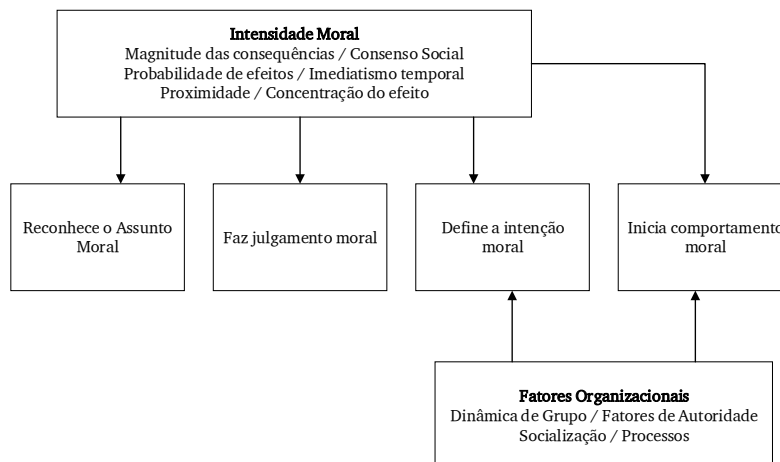 Intensidade Moral
Magnitude das consequências / Consenso Social
Probabilidade de efeitos / Imediatismo temporal
Proximidade / Concentração do efeito
Reconhece o Assunto
Moral
Faz julgamento moral
Define a intenção
moral
Inicia comportamento
moral
Fatores Organizacionais
Dinâmica de Grupo / Fatores de Autoridade
Socialização / Processos